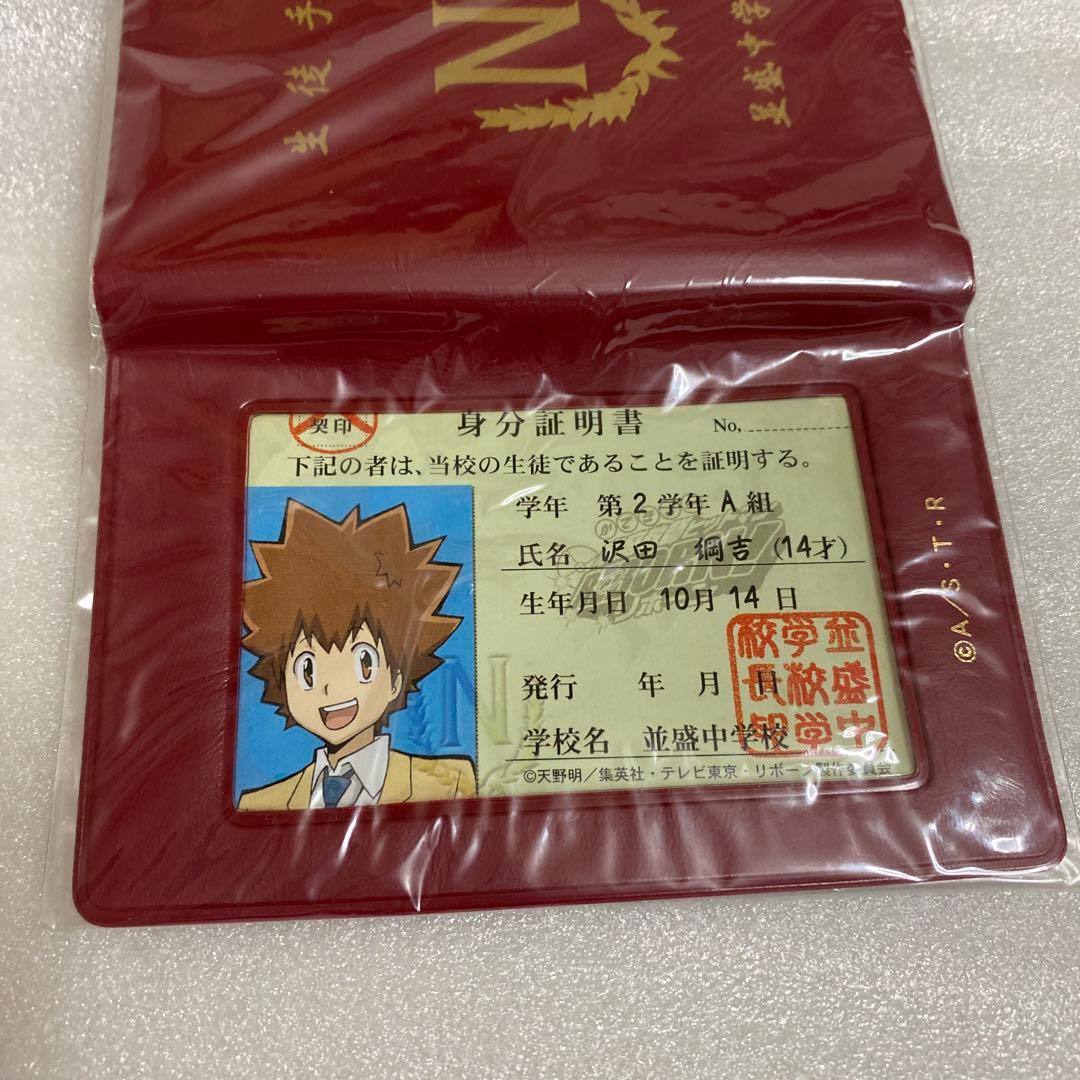 生徒手
N
並盛中学
契印
身分証明書
No,
下記の者は、当校の生徒であることを証明する。
学年 第2学年A組
氏名 沢田 綱吉 (14才)
生年月日 10月14日
発行 年 月 日
学校名 並盛中学校
並盛中学校校長印
©天野明/集英社・テレビ東京・リボーン製作委員会
N
©A/S・T・R